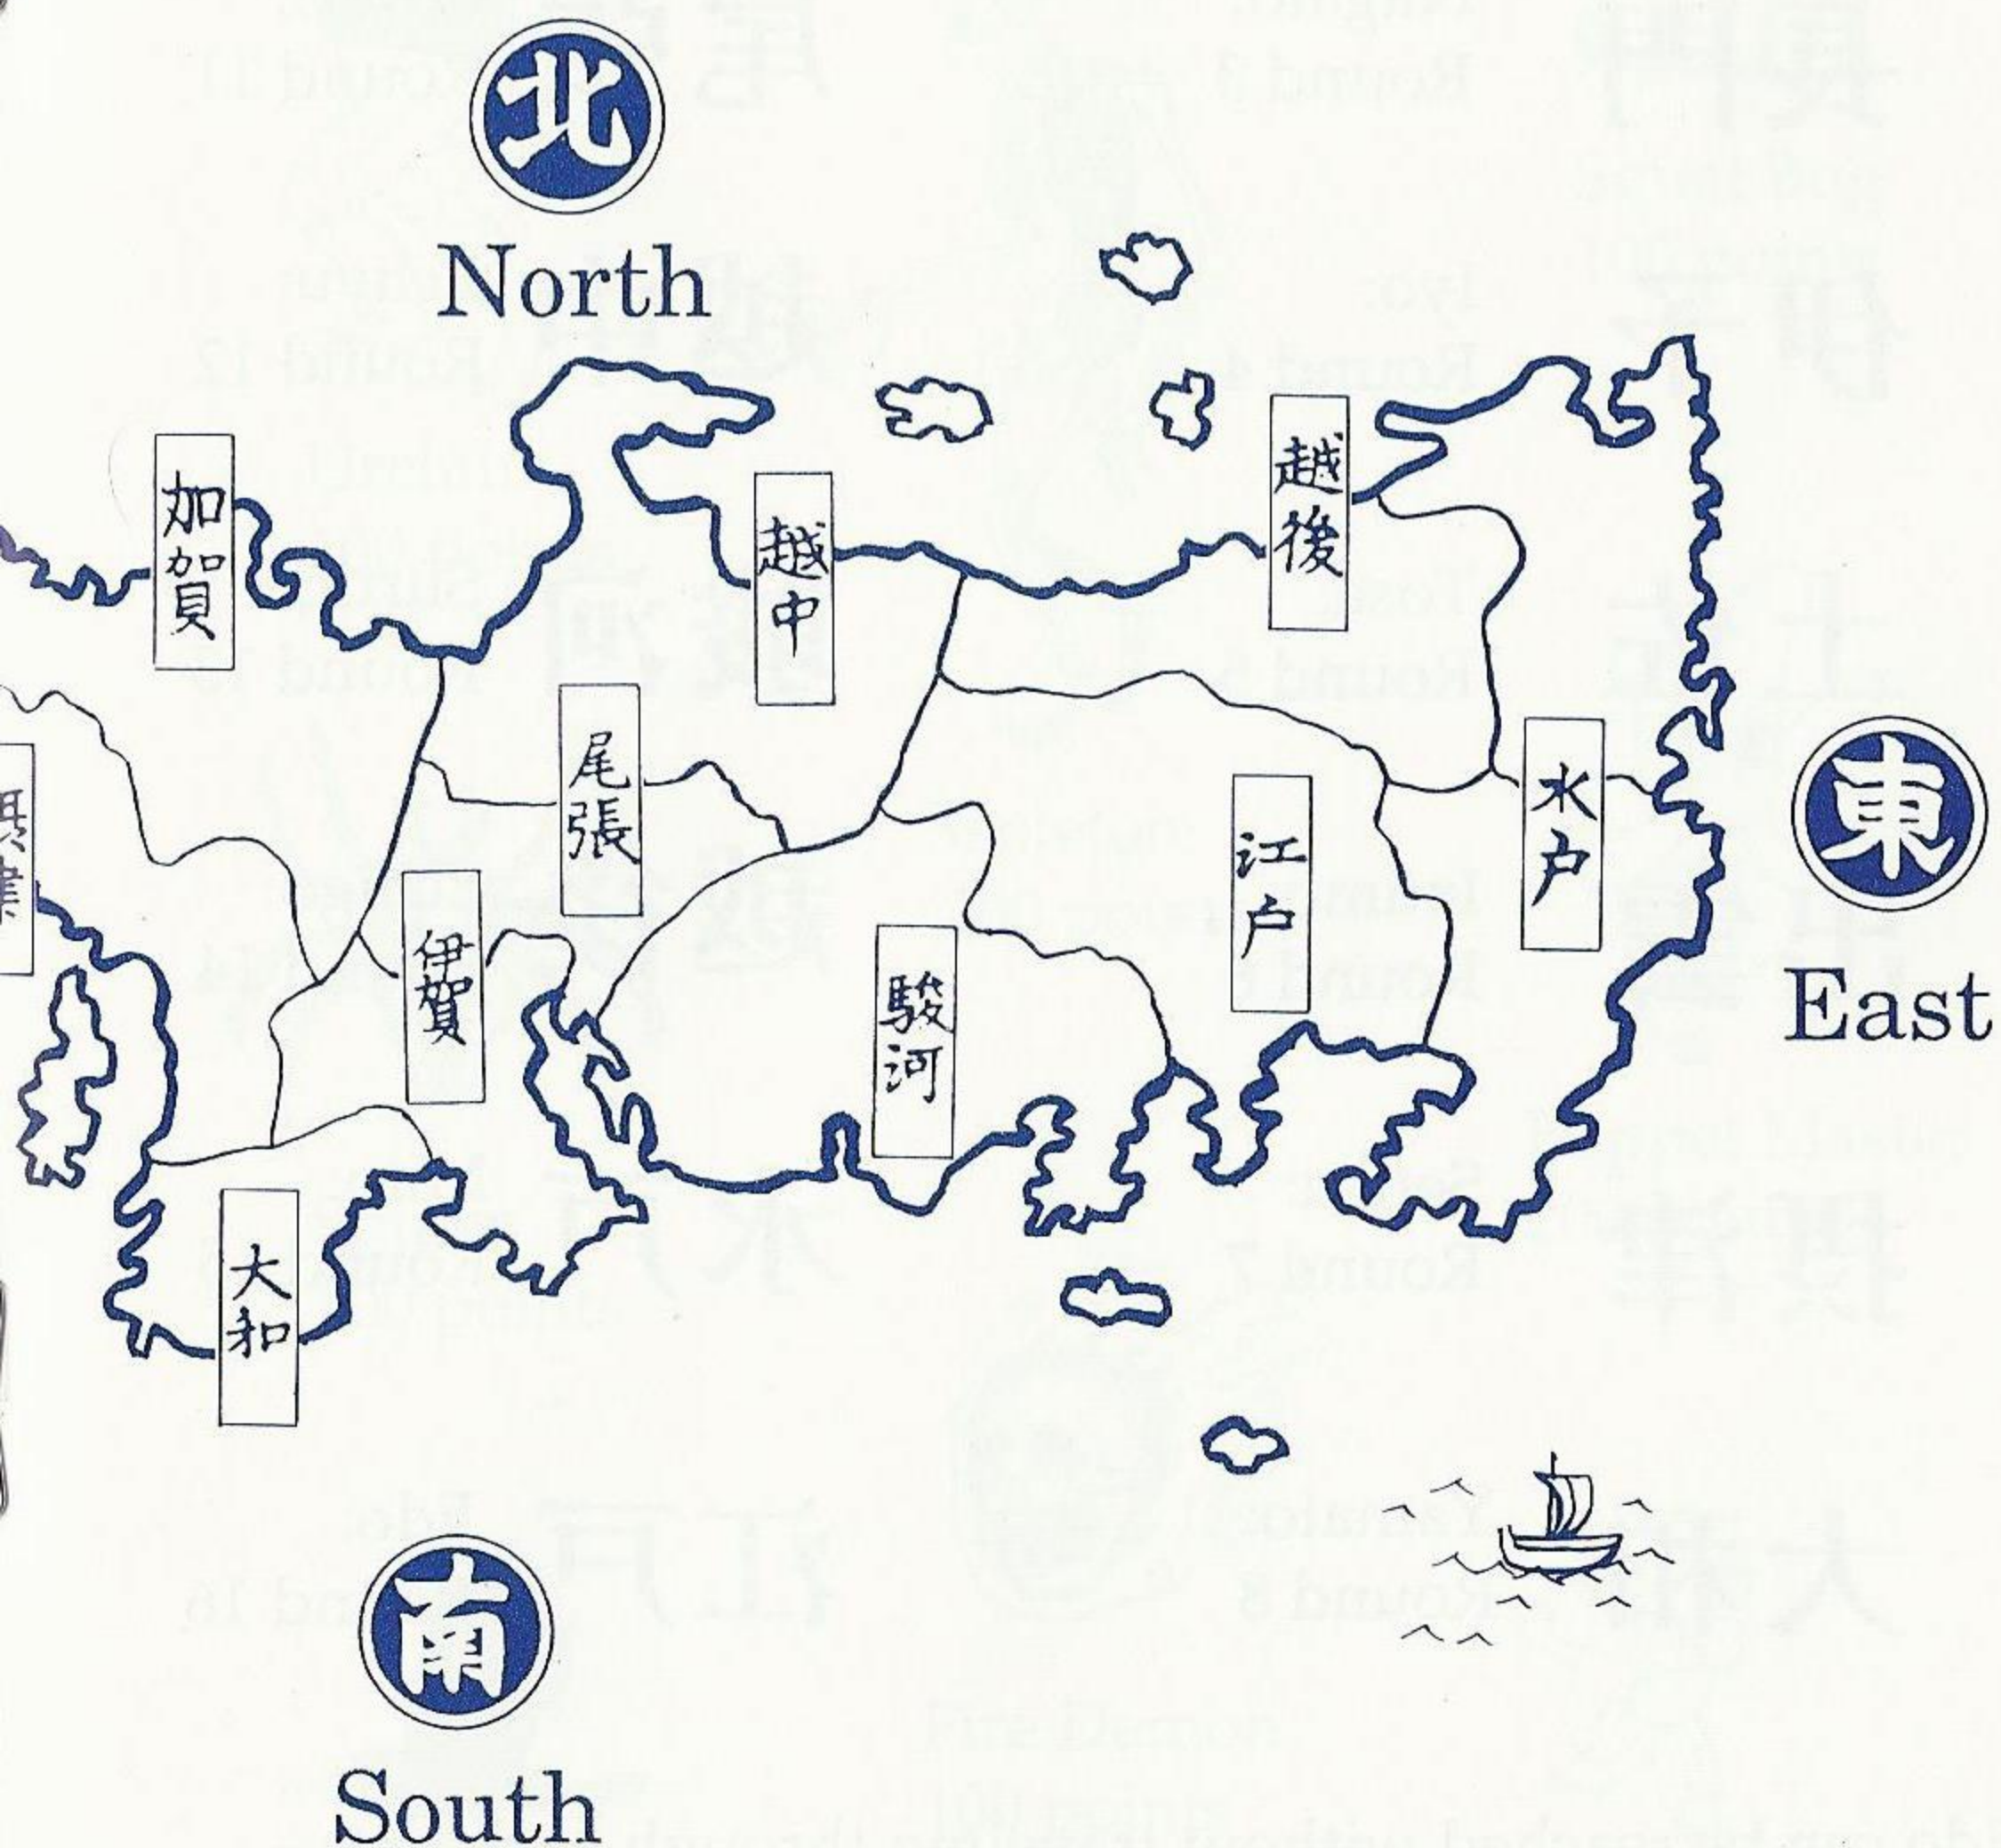 北
North
越後
加賀
越中
尾張
水戸
東
East
江戸
伊賀
駿河
大和
南
South